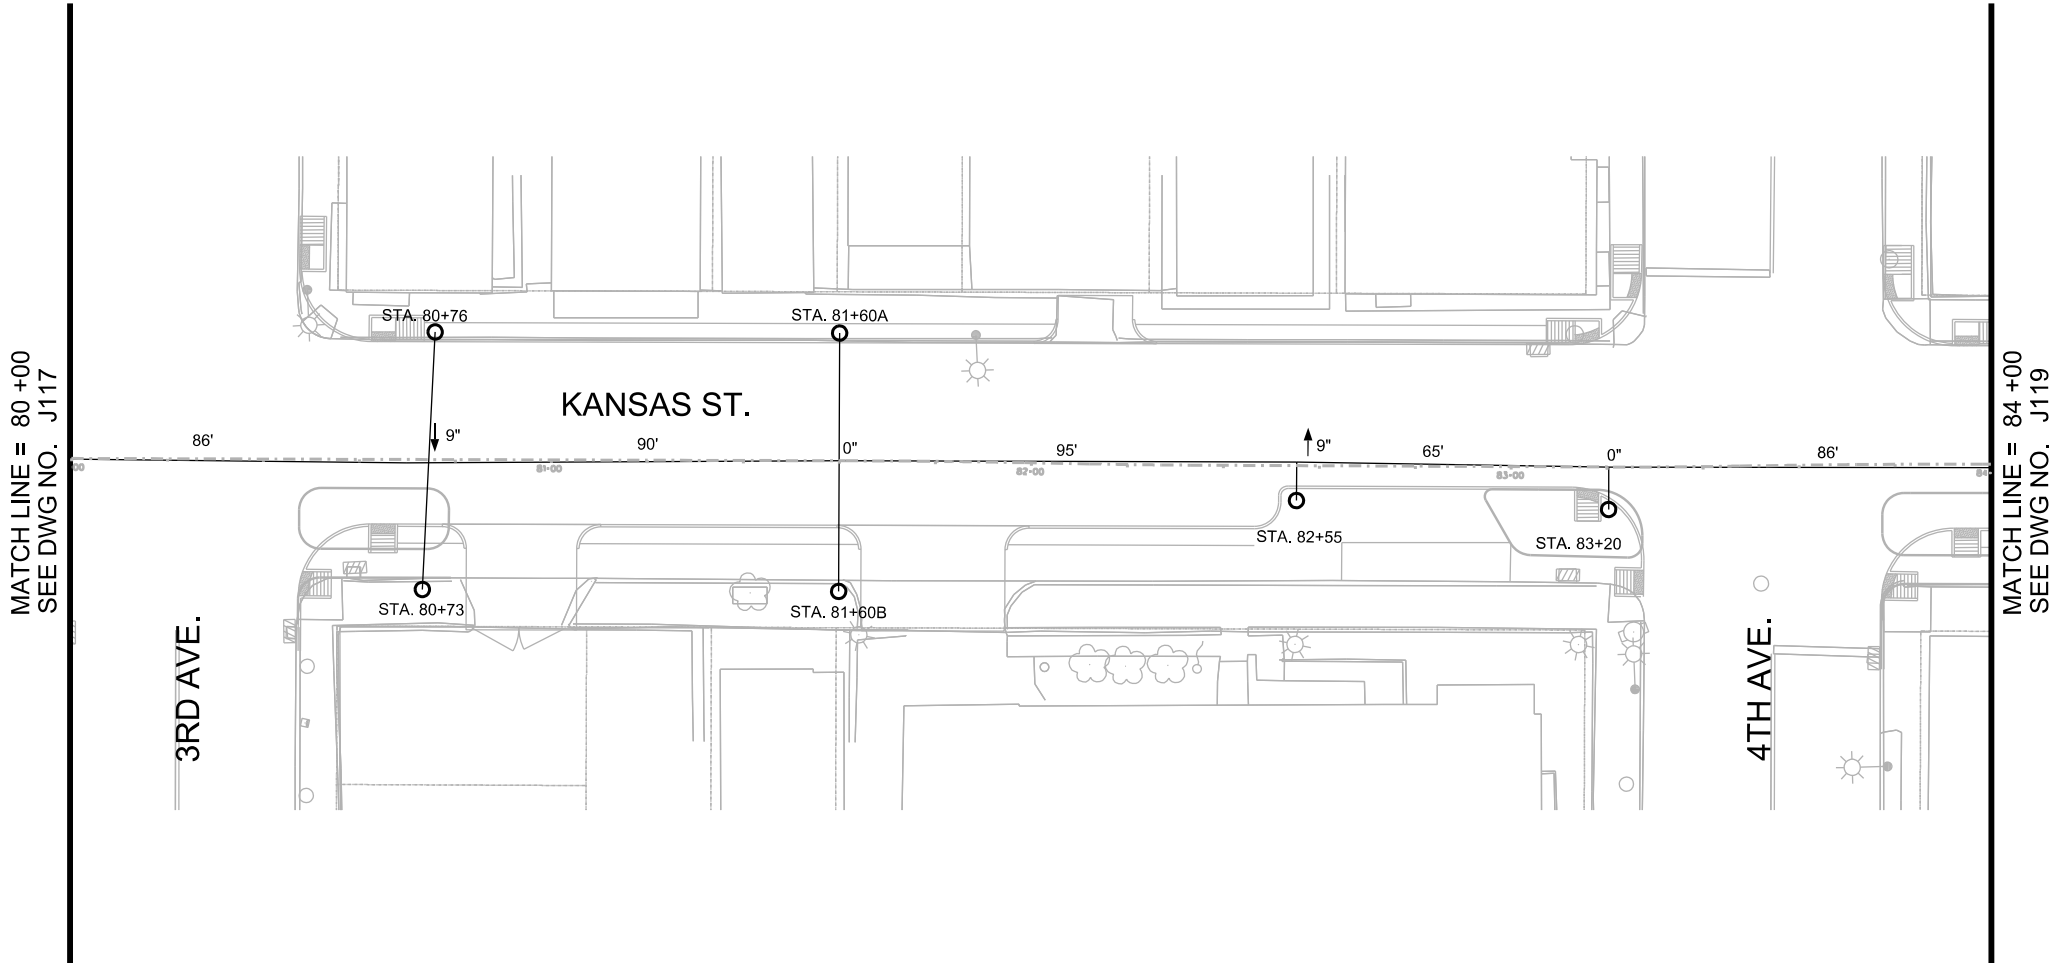 MATCH LINE = 80 +00
SEE DWG NO. J117
STA. 80+76
STA. 81+60A
KANSAS ST.
86'
9"
90'
0"
95'
9"
65'
0"
86'
81+00
82+00
83+00
STA. 80+73
STA. 81+60B
STA. 82+55
STA. 83+20
3RD AVE.
4TH AVE.
MATCH LINE = 84 +00
SEE DWG NO. J119